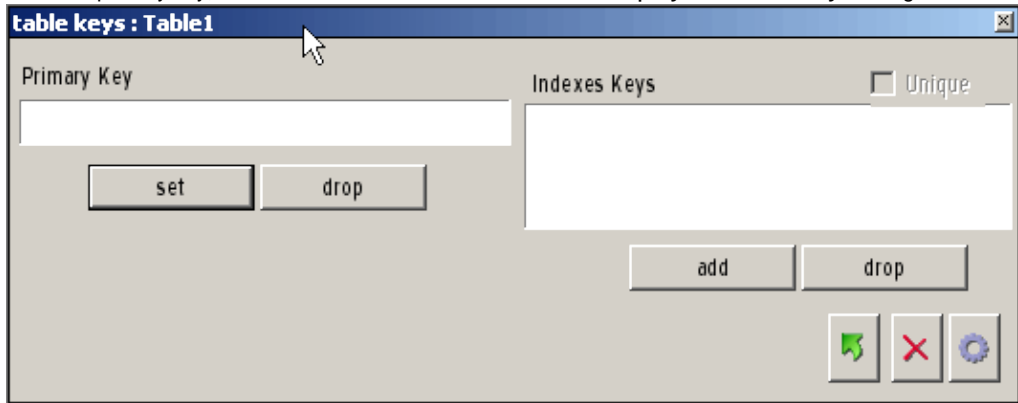 table keys : Table1
Primary Key
Indexes Keys
Unique
set
drop
add
drop